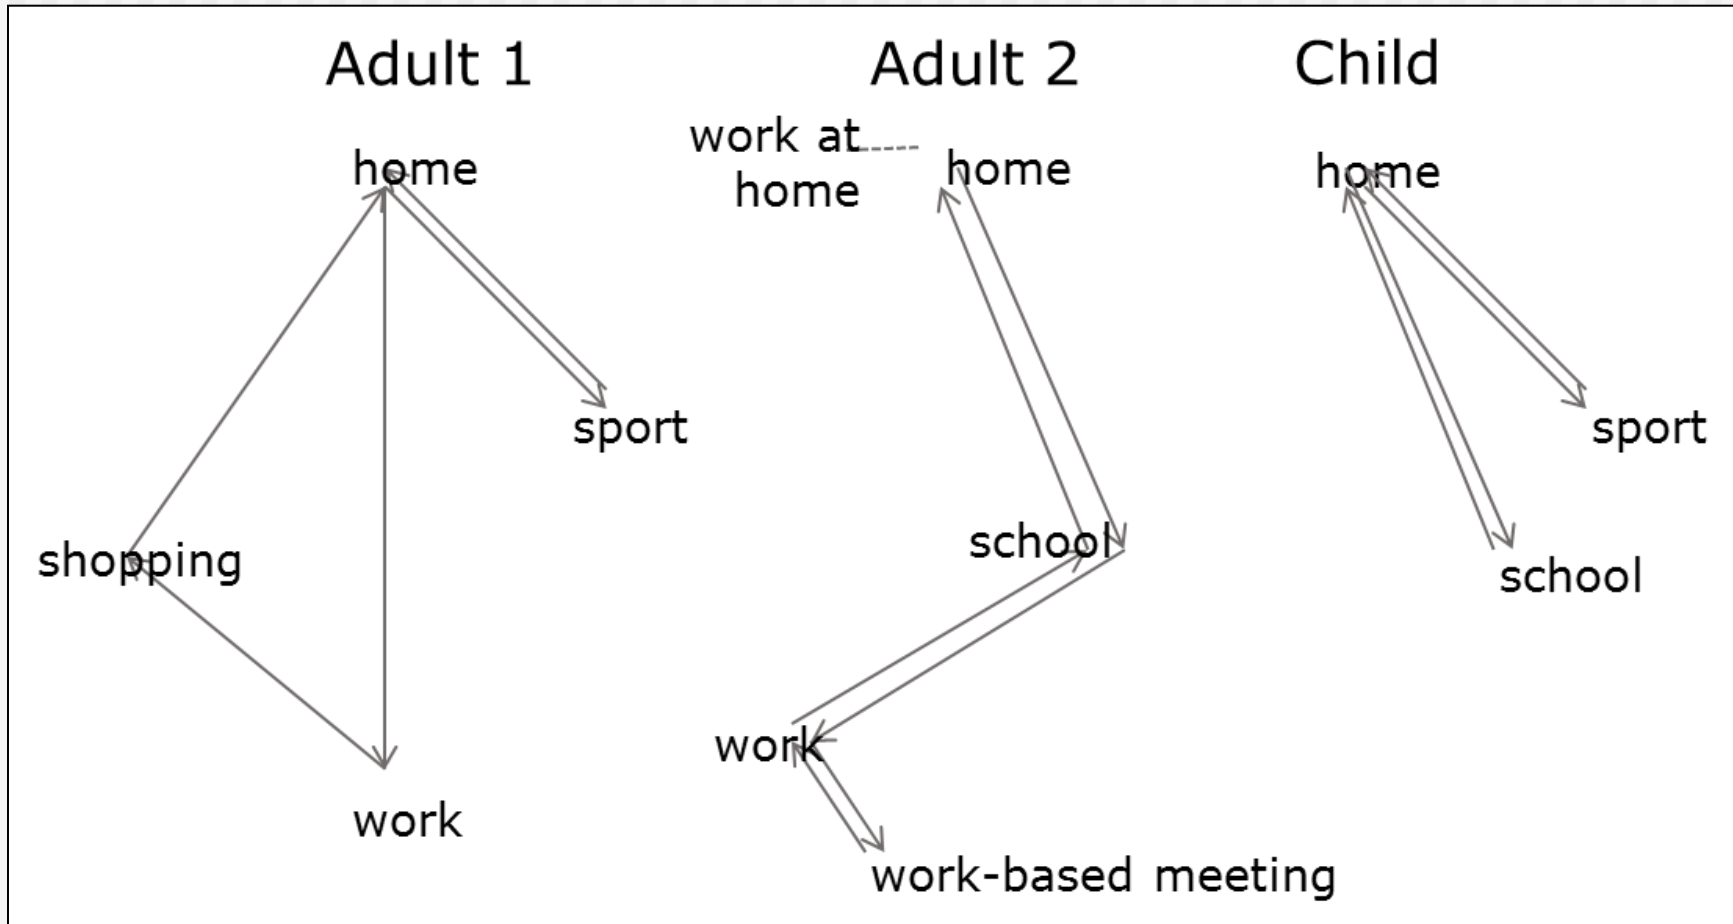 Adult 1
home
sport
shopping
work
Adult 2
work at
home
home
school
work
work-based meeting
Child
home
sport
school